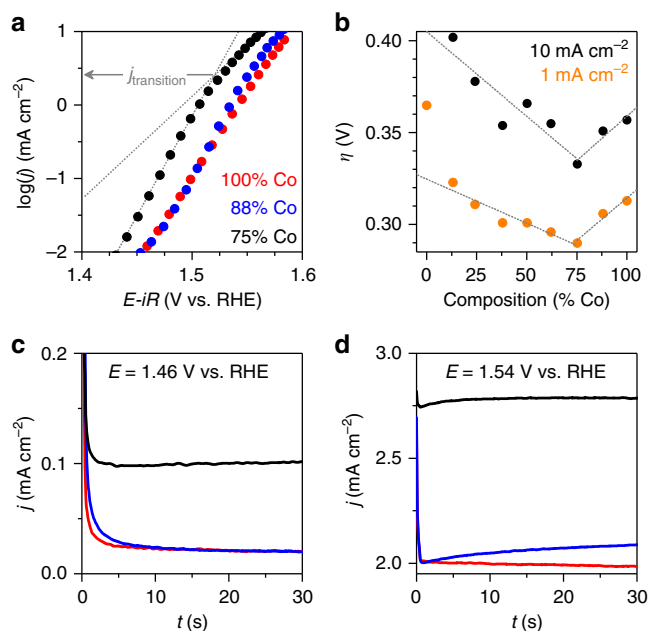 a
1
0
–1
–2
log(j) (mA cm–2)
jtransition
100% Co
88% Co
75% Co
1.4
1.5
1.6
E-iR (V vs. RHE)
b
0.40
0.35
0.30
η (V)
10 mA cm–2
1 mA cm–2
0
25
50
75
100
Composition (% Co)
c
0.2
0.1
0.0
j (mA cm–2)
E = 1.46 V vs. RHE
0
10
20
30
t (s)
d
3.0
2.5
2.0
j (mA cm–2)
E = 1.54 V vs. RHE
0
10
20
30
t (s)